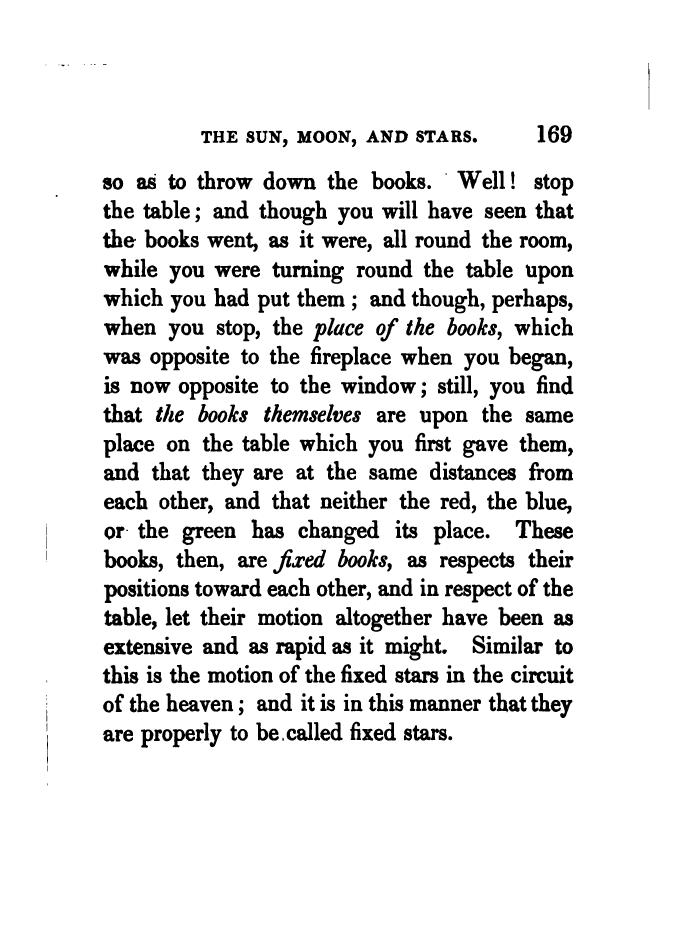 THE SUN, MOON, AND STARS. 169
so as to throw down the books. Well! stop
the table; and though you will have seen that
the books went, as it were, all round the room,
while you were turning round the table upon
which you had put them; and though, perhaps,
when you stop, the place of the books, which
was opposite to the fireplace when you began,
is now opposite to the window; still, you find
that the books themselves are upon the same
place on the table which you first gave them,
and that they are at the same distances from
each other, and that neither the red, the blue,
or the green has changed its place. These
books, then, are fixed books, as respects their
positions toward each other, and in respect of the
table, let their motion altogether have been as
extensive and as rapid as it might. Similar to
this is the motion of the fixed stars in the circuit
of the heaven; and it is in this manner that they
are properly to be called fixed stars.